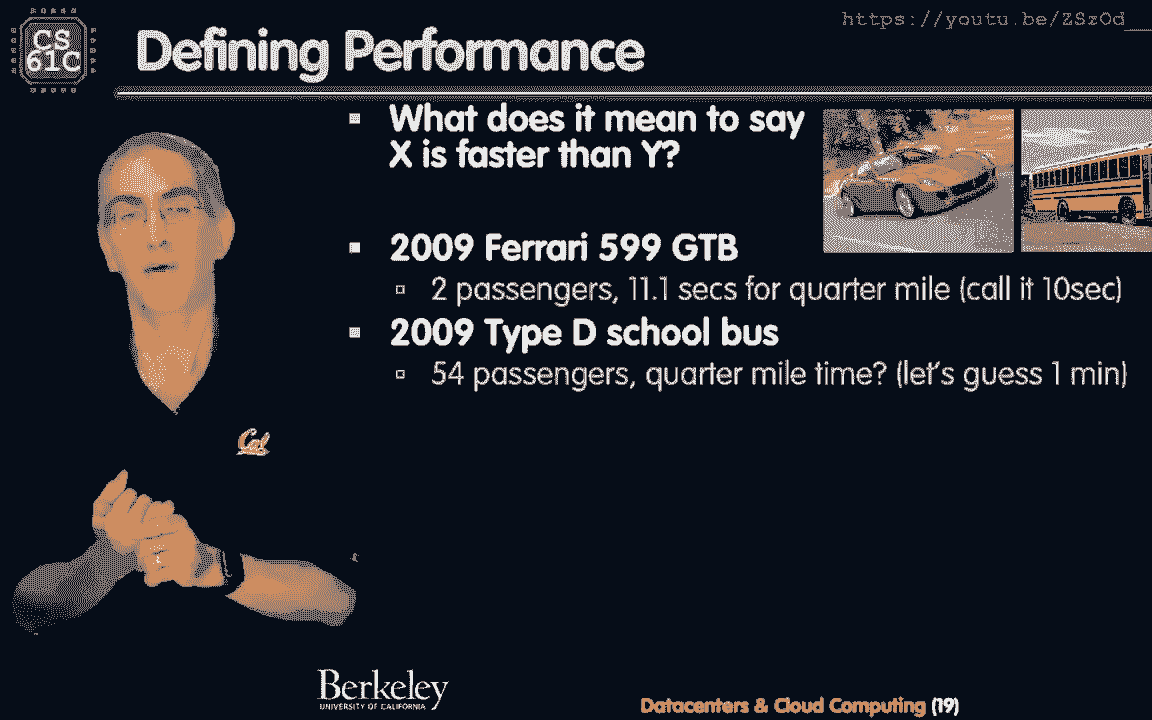 https://youtu.be/ZSzOd__
CS
61C
Defining Performance
What does it mean to say
X is faster than Y?
2009 Ferrari 599 GTB
2 passengers, 11.1 secs for quarter mile (call it 10sec)
2009 Type D school bus
54 passengers, quarter mile time? (let's guess 1 min)
Cal
Berkeley
UNIVERSITY OF CALIFORNIA
Datacenters & Cloud Computing (19)